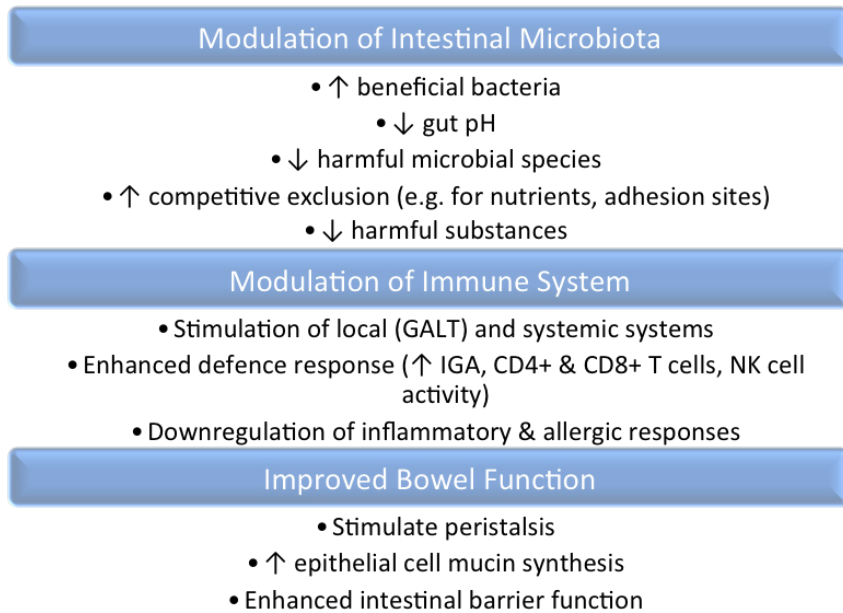 Modulation of Intestinal Microbiota
• ↑ beneficial bacteria
• ↓ gut pH
• ↓ harmful microbial species
• ↑ competitive exclusion (e.g. for nutrients, adhesion sites)
• ↓ harmful substances
Modulation of Immune System
• Stimulation of local (GALT) and systemic systems
• Enhanced defence response (↑ IGA, CD4+ & CD8+ T cells, NK cell
activity)
• Downregulation of inflammatory & allergic responses
Improved Bowel Function
• Stimulate peristalsis
• ↑ epithelial cell mucin synthesis
• Enhanced intestinal barrier function